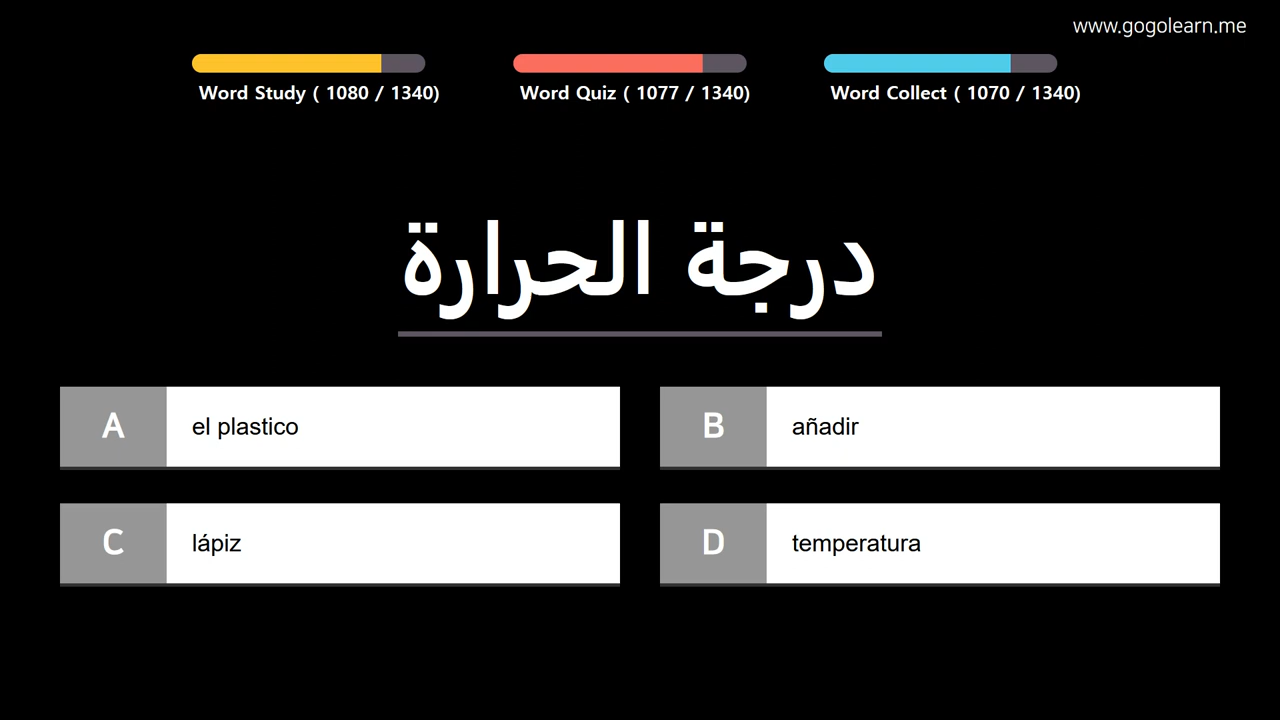 www.gogolearn.me
Word Study ( 1080 / 1340)
Word Quiz ( 1077 / 1340)
Word Collect ( 1070 / 1340)
درجة الحرارة
A el plastico
B añadir
C lápiz
D temperatura